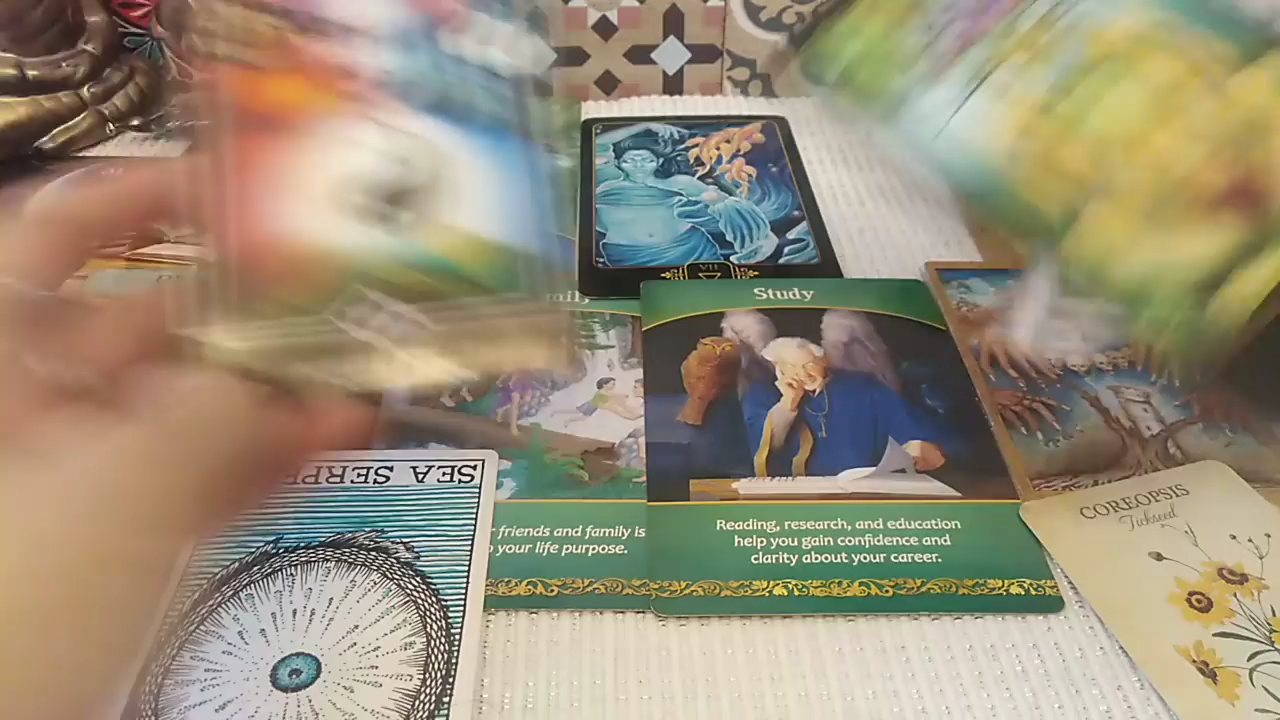 VII
Study
SEA SERPE
COREOPSIS
Tickseed
friends and family is
your life purpose.
Reading, research, and education
help you gain confidence and
clarity about your career.